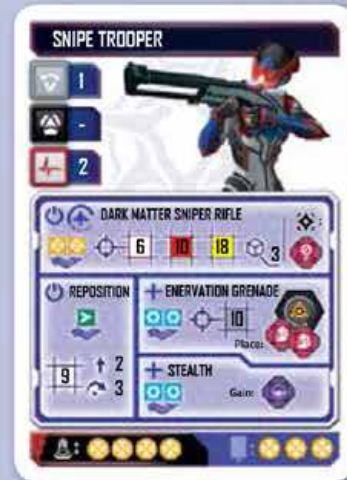 SNIPE TROOPER
1
-
2
DARK MATTER SNIPER RIFLE
6 10 18 3 ?
REPOSITION
9 2
3
ENERVATION GRENADE
10
Place:
STEALTH
Gain: